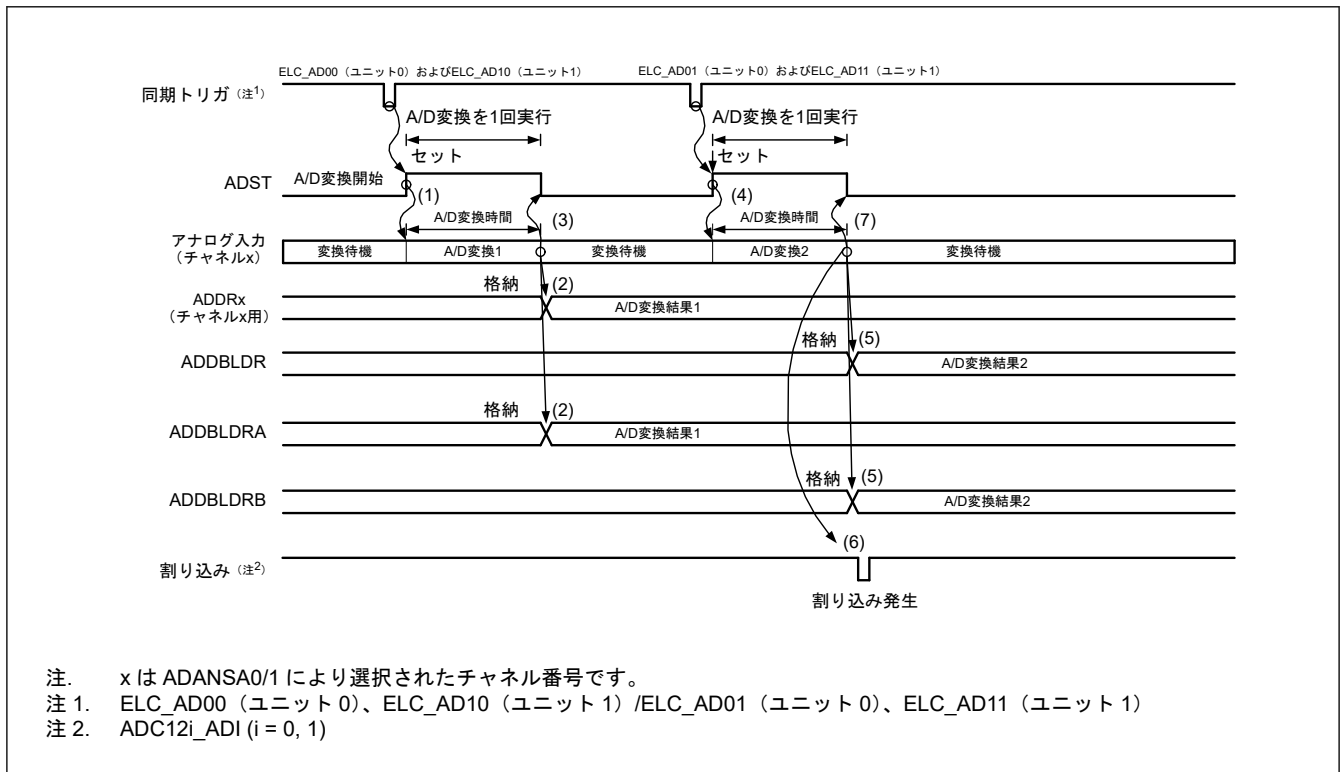 ELC_AD00（ユニット0）およびELC_AD10（ユニット1）
ELC_AD01（ユニット0）およびELC_AD11（ユニット1）
同期トリガ（注1）
A/D変換を1回実行
A/D変換を1回実行
セット
セット
ADST
A/D変換開始
(1)
(4)
A/D変換時間
(3)
A/D変換時間
(7)
アナログ入力
（チャネルx）
変換待機
A/D変換1
変換待機
A/D変換2
変換待機
格納
(2)
ADDRx
（チャネルx用）
A/D変換結果1
格納
(5)
ADDBLDR
A/D変換結果2
格納
(2)
ADDBLDRA
A/D変換結果1
格納
(5)
ADDBLDRB
A/D変換結果2
(6)
割り込み（注2）
割り込み発生
注. x は ADANSA0/1 により選択されたチャネル番号です。
注 1. ELC_AD00（ユニット 0）、ELC_AD10（ユニット 1）/ELC_AD01（ユニット 0）、ELC_AD11（ユニット 1）
注 2. ADC12i_ADI (i = 0, 1)